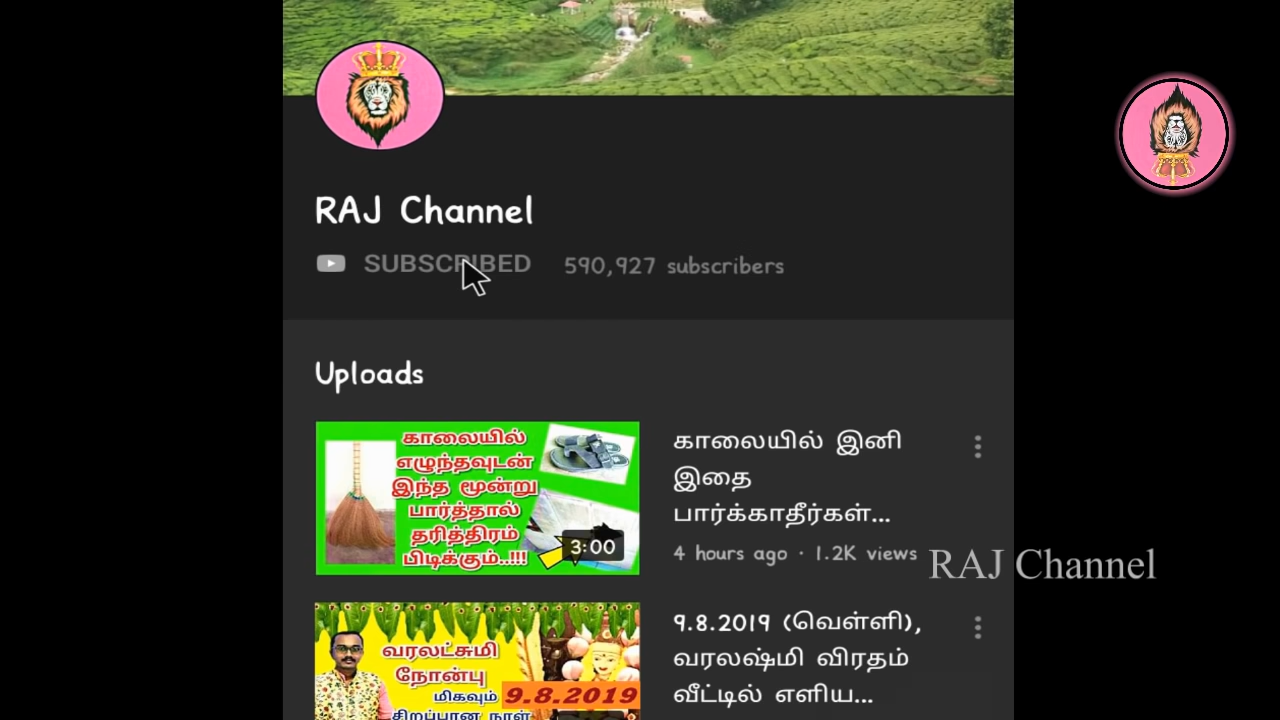 RAJ Channel
SUBSCRIBED 590,927 subscribers
Uploads
காலையில்
எழுந்தவுடன்
இந்த மூன்று
பார்த்தால்
தரித்திரம்
பிடிக்கும்..!!!
3:00
காலையில் இனி
இதை
பார்க்காதீர்கள்...
4 hours ago · 1.2K views
RAJ Channel
வரலட்சுமி
நோன்பு
மிகவும் 9.8.2019
சிறப்பான நாள்
9.8.2019 (வெள்ளி),
வரலஷ்மி விரதம்
வீட்டில் எளிய...